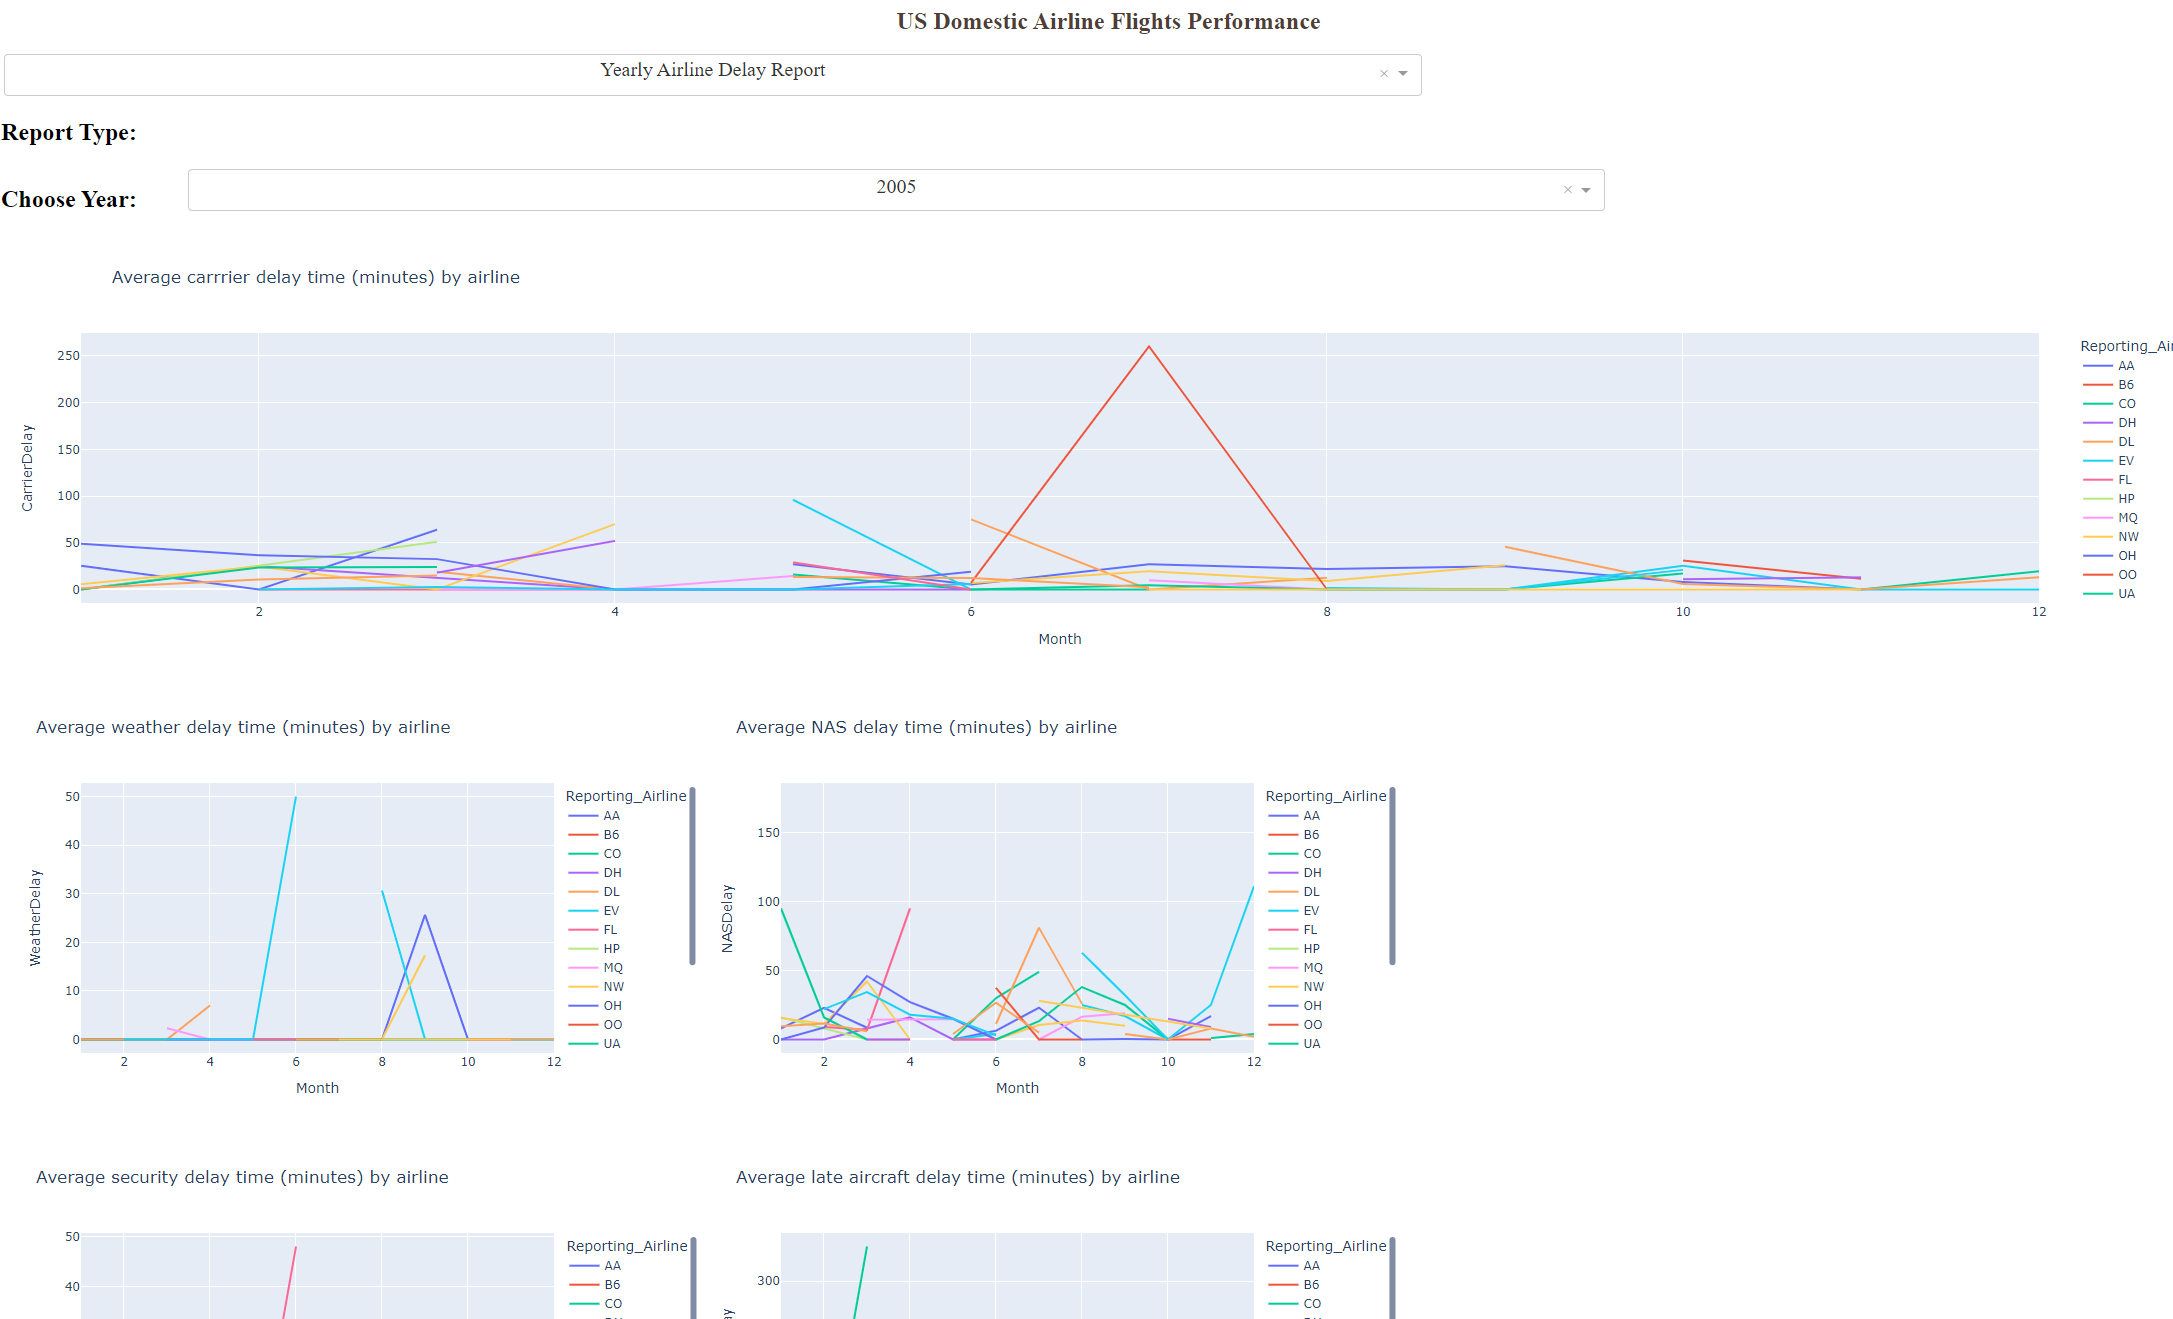 US Domestic Airline Flights Performance
Yearly Airline Delay Report
×
Report Type:
Choose Year:
2005
×
Average carrrier delay time (minutes) by airline
250
200
150
100
50
0
CarrierDelay
2 4 6 8 10 12
Month
Reporting_Air
AA
B6
CO
DH
DL
EV
FL
HP
MQ
NW
OH
OO
UA
Average weather delay time (minutes) by airline
50
40
30
20
10
0
WeatherDelay
2 4 6 8 10 12
Month
Reporting_Airline
AA
B6
CO
DH
DL
EV
FL
HP
MQ
NW
OH
OO
UA
Average NAS delay time (minutes) by airline
150
100
50
0
NASDelay
2 4 6 8 10 12
Month
Reporting_Airline
AA
B6
CO
DH
DL
EV
FL
HP
MQ
NW
OH
OO
UA
Average security delay time (minutes) by airline
50
40
Reporting_Airline
AA
B6
CO
Average late aircraft delay time (minutes) by airline
300
Reporting_Airline
AA
B6
CO